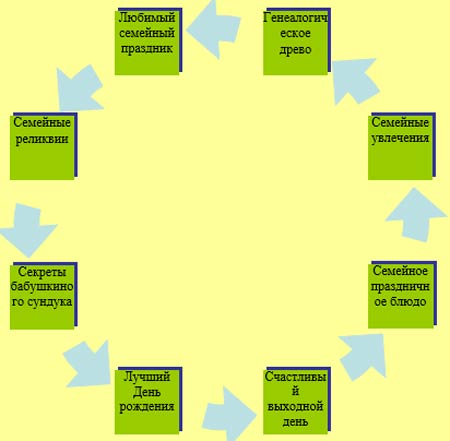 Любимый
семейный
праздник
Генеалогич
еское
древо
Семейные
реликвии
Семейные
увлечения
Секреты
бабушкино
го сундука
Семейное
праздничн
ое блюдо
Лучший
День
рождения
Счастливы
й
выходной
день